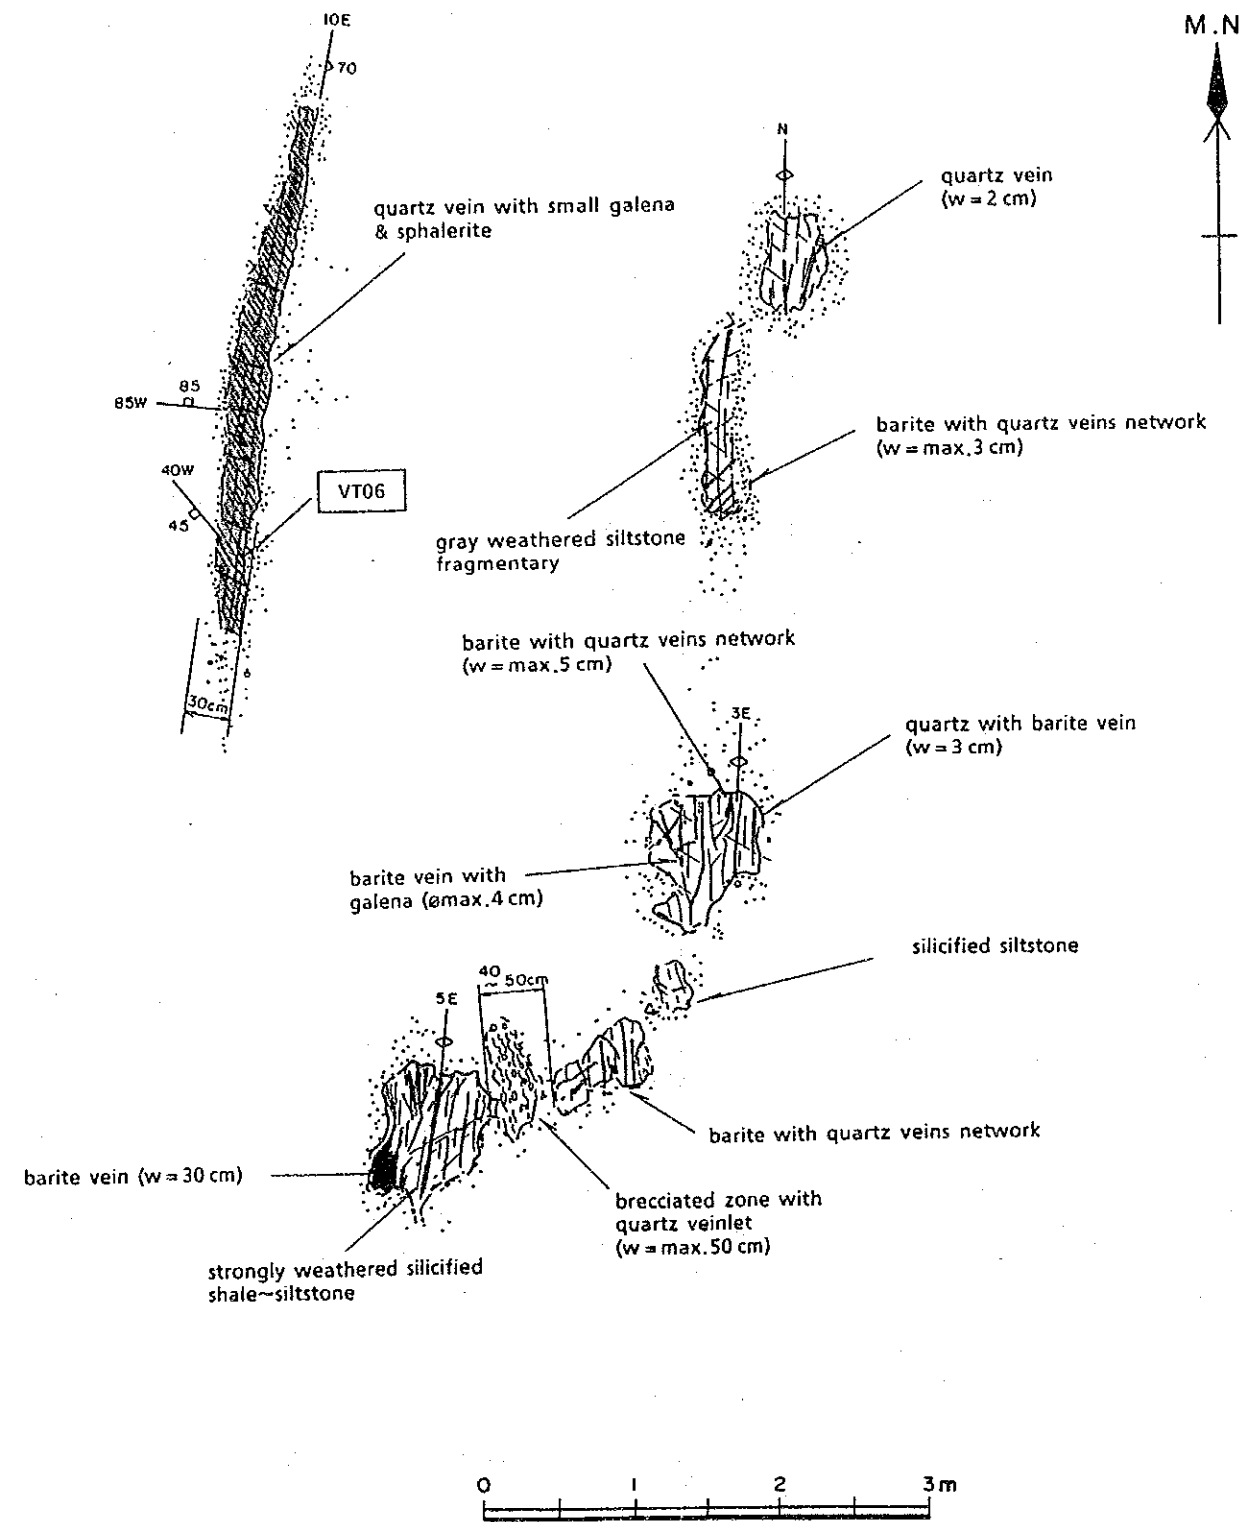 10E
M.N
70
N
quartz vein
(w = 2 cm)
quartz vein with small galena
& sphalerite
85
85W
barite with quartz veins network
(w = max. 3 cm)
40W
VT06
45
gray weathered siltstone
fragmentary
barite with quartz veins network
(w = max. 5 cm)
30cm
3E
quartz with barite vein
(w = 3 cm)
barite vein with
galena (ømax. 4 cm)
silicified siltstone
40
~ 50cm
5E
barite with quartz veins network
barite vein (w = 30 cm)
brecciated zone with
quartz veinlet
(w = max. 50 cm)
strongly weathered silicified
shale~siltstone
0 1 2 3 m